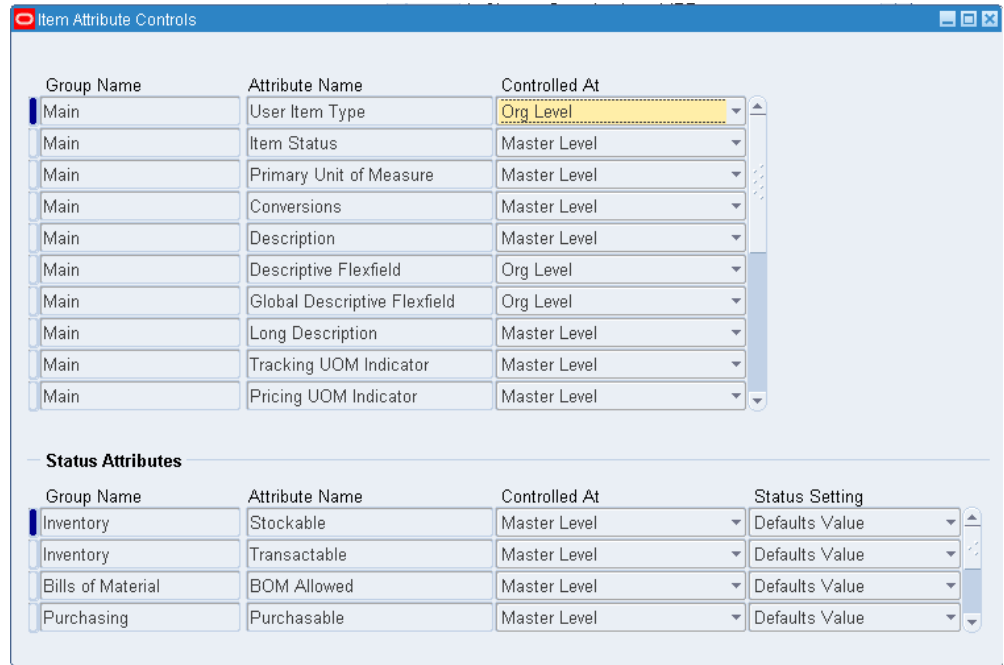 Item Attribute Controls
Group Name Attribute Name Controlled At
Main User Item Type Org Level
Main Item Status Master Level
Main Primary Unit of Measure Master Level
Main Conversions Master Level
Main Description Master Level
Main Descriptive Flexfield Org Level
Main Global Descriptive Flexfield Org Level
Main Long Description Master Level
Main Tracking UOM Indicator Master Level
Main Pricing UOM Indicator Master Level
Status Attributes
Group Name Attribute Name Controlled At Status Setting
Inventory Stockable Master Level Defaults Value
Inventory Transactable Master Level Defaults Value
Bills of Material BOM Allowed Master Level Defaults Value
Purchasing Purchasable Master Level Defaults Value